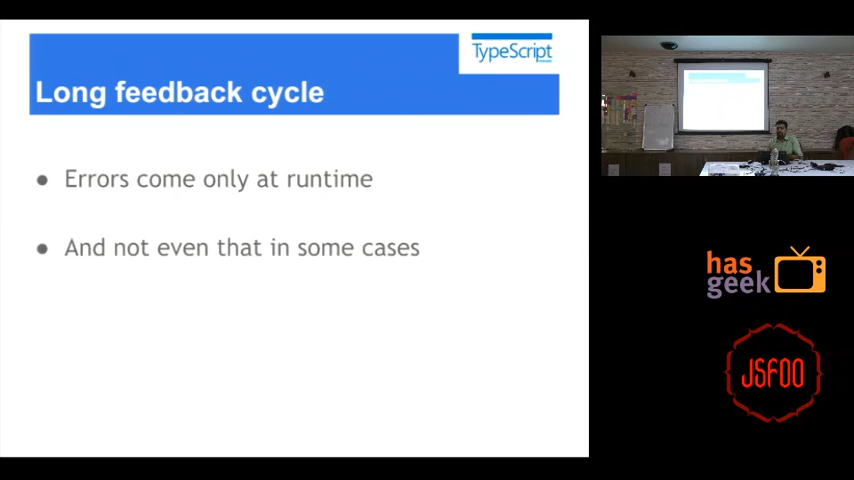 TypeScript
Long feedback cycle
Errors come only at runtime
And not even that in some cases
has
geek
JSFOO